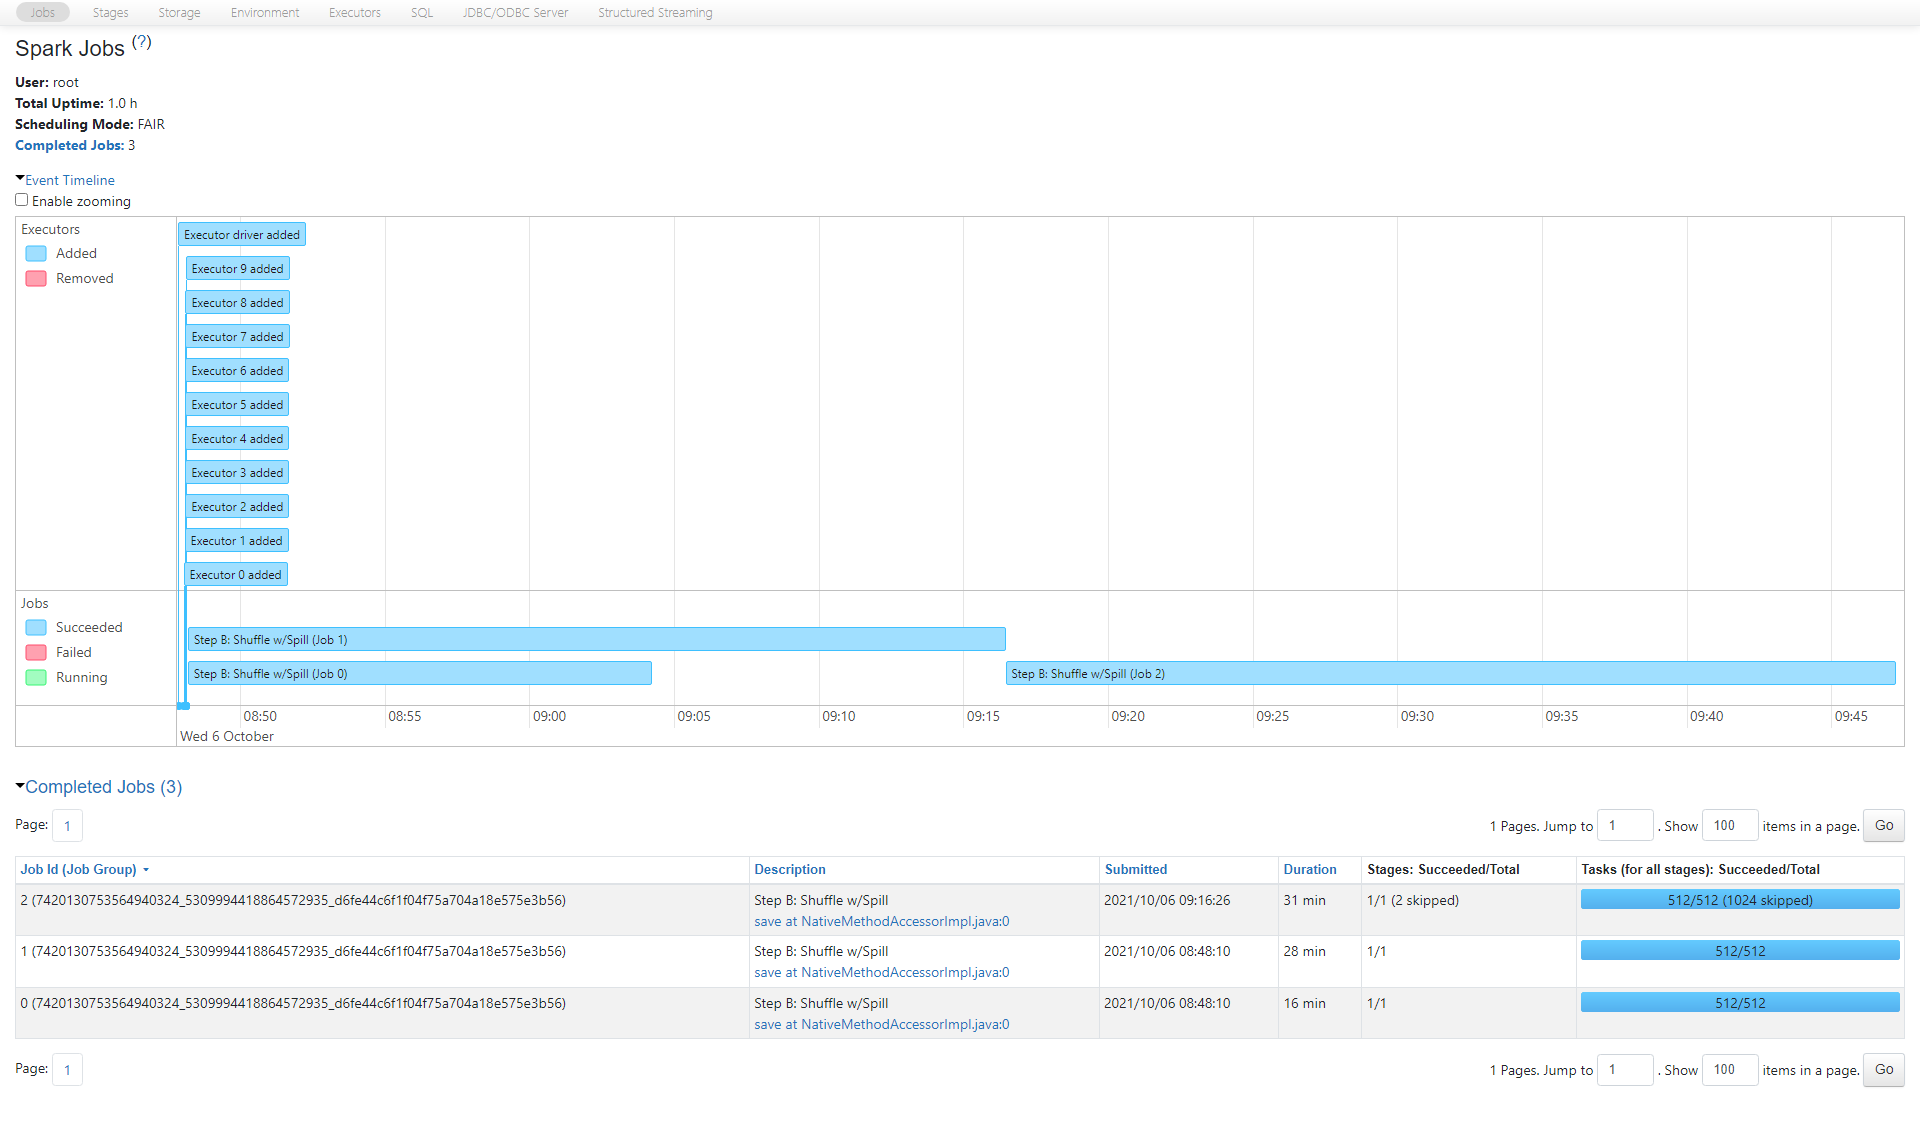 Jobs Stages Storage Environment Executors SQL JDBC/ODBC Server Structured Streaming
Spark Jobs (?)
User: root
Total Uptime: 1.0 h
Scheduling Mode: FAIR
Completed Jobs: 3
Event Timeline
Enable zooming
Executors
Added
Removed
Executor driver added
Executor 9 added
Executor 8 added
Executor 7 added
Executor 6 added
Executor 5 added
Executor 4 added
Executor 3 added
Executor 2 added
Executor 1 added
Executor 0 added
Jobs
Succeeded
Failed
Running
Step B: Shuffle w/Spill (Job 1)
Step B: Shuffle w/Spill (Job 0) Step B: Shuffle w/Spill (Job 2)
08:50 08:55 09:00 09:05 09:10 09:15 09:20 09:25 09:30 09:35 09:40 09:45
Wed 6 October
Completed Jobs (3)
Page: 1 1 Pages. Jump to 1 . Show 100 items in a page. Go
Job Id (Job Group) Description Submitted Duration Stages: Succeeded/Total Tasks (for all stages): Succeeded/Total
2 (7420130753564940324_5309994418864572935_d6fe44c6f1f04f75a704a18e575e3b56) Step B: Shuffle w/Spill 2021/10/06 09:16:26 31 min 1/1 (2 skipped) 512/512 (1024 skipped)
save at NativeMethodAccessorImpl.java:0
1 (7420130753564940324_5309994418864572935_d6fe44c6f1f04f75a704a18e575e3b56) Step B: Shuffle w/Spill 2021/10/06 08:48:10 28 min 1/1 512/512
save at NativeMethodAccessorImpl.java:0
0 (7420130753564940324_5309994418864572935_d6fe44c6f1f04f75a704a18e575e3b56) Step B: Shuffle w/Spill 2021/10/06 08:48:10 16 min 1/1 512/512
save at NativeMethodAccessorImpl.java:0
Page: 1 1 Pages. Jump to 1 . Show 100 items in a page. Go